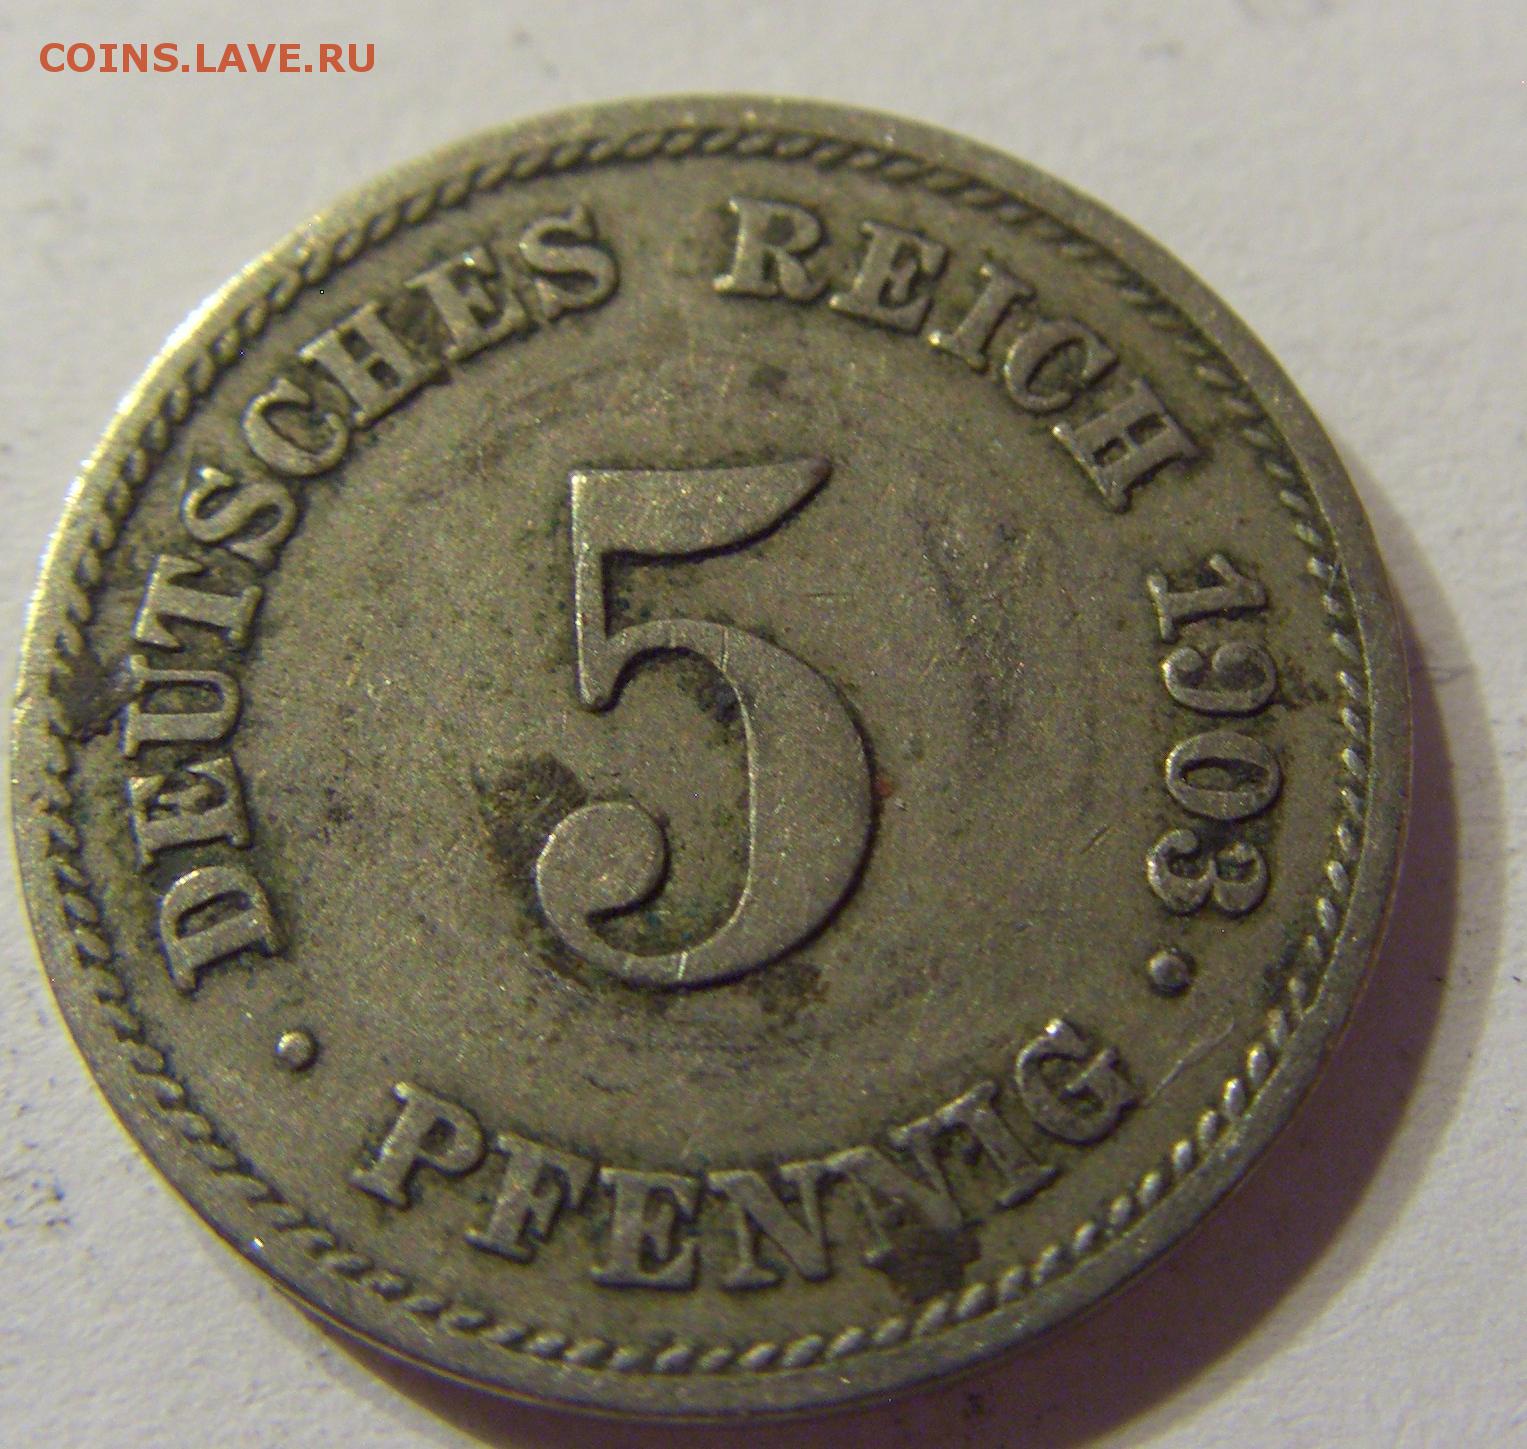 COINS.LAVE.RU
DEUTSCHES REICH 1903 ·
5
· PFENNIG